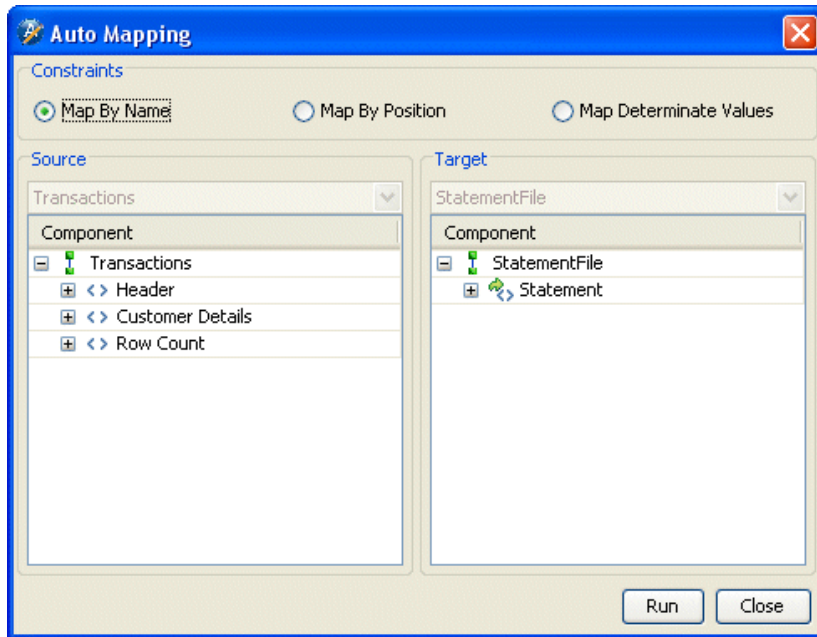 Auto Mapping
Constraints
Map By Name
Map By Position
Map Determinate Values
Source
Transactions
Component
Transactions
< > Header
< > Customer Details
< > Row Count
Target
StatementFile
Component
StatementFile
Statement
Run
Close